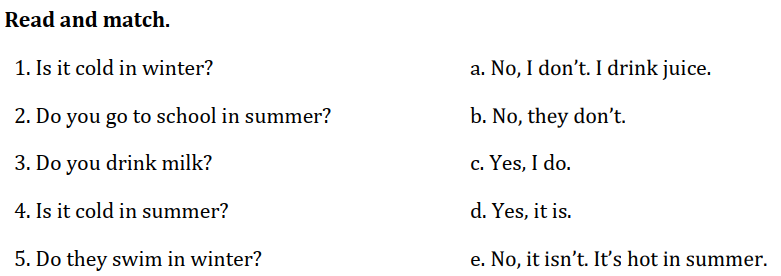 Read and match.
1. Is it cold in winter? a. No, I don’t. I drink juice.
2. Do you go to school in summer? b. No, they don’t.
3. Do you drink milk? c. Yes, I do.
4. Is it cold in summer? d. Yes, it is.
5. Do they swim in winter? e. No, it isn’t. It’s hot in summer.